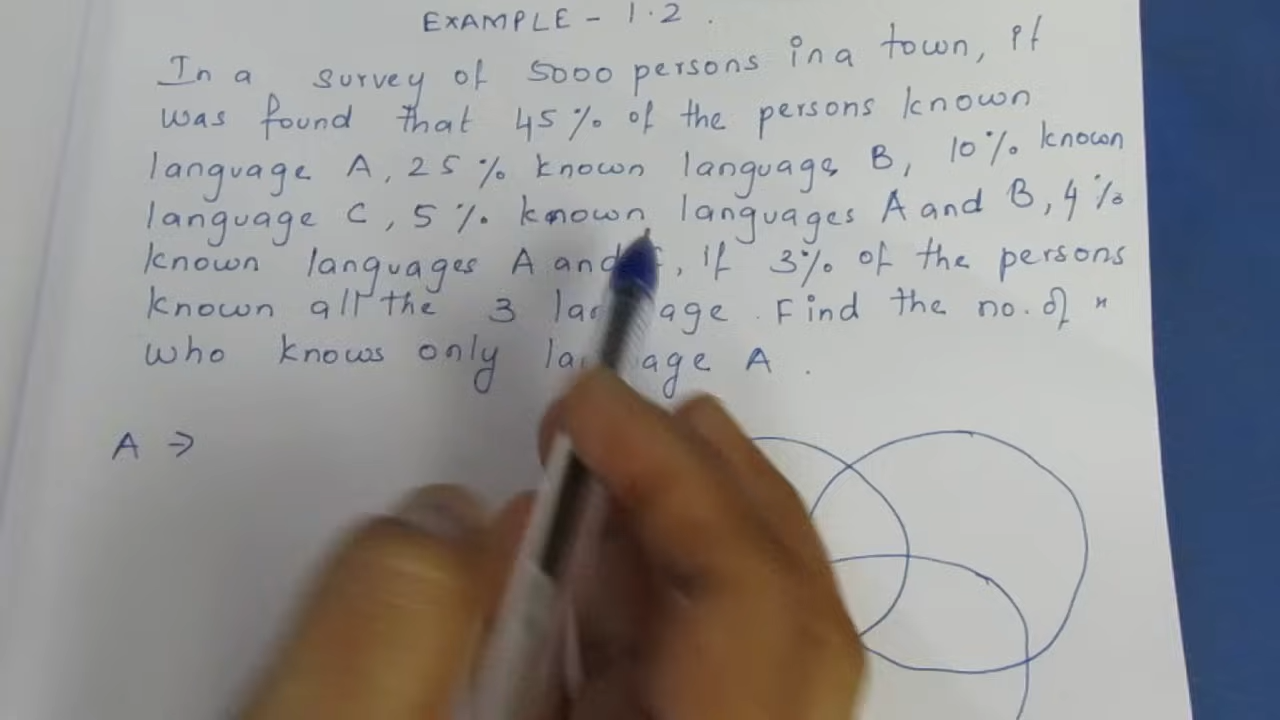 EXAMPLE - 1.2 .
In a survey of 5000 persons in a town, it
was found that 45% of the persons known
language A, 25% known language B, 10% known
language C, 5% known languages A and B, 4%
known languages A and , If 3% of the persons
known all the 3 . Find the no. of "
who knows only A .
A →